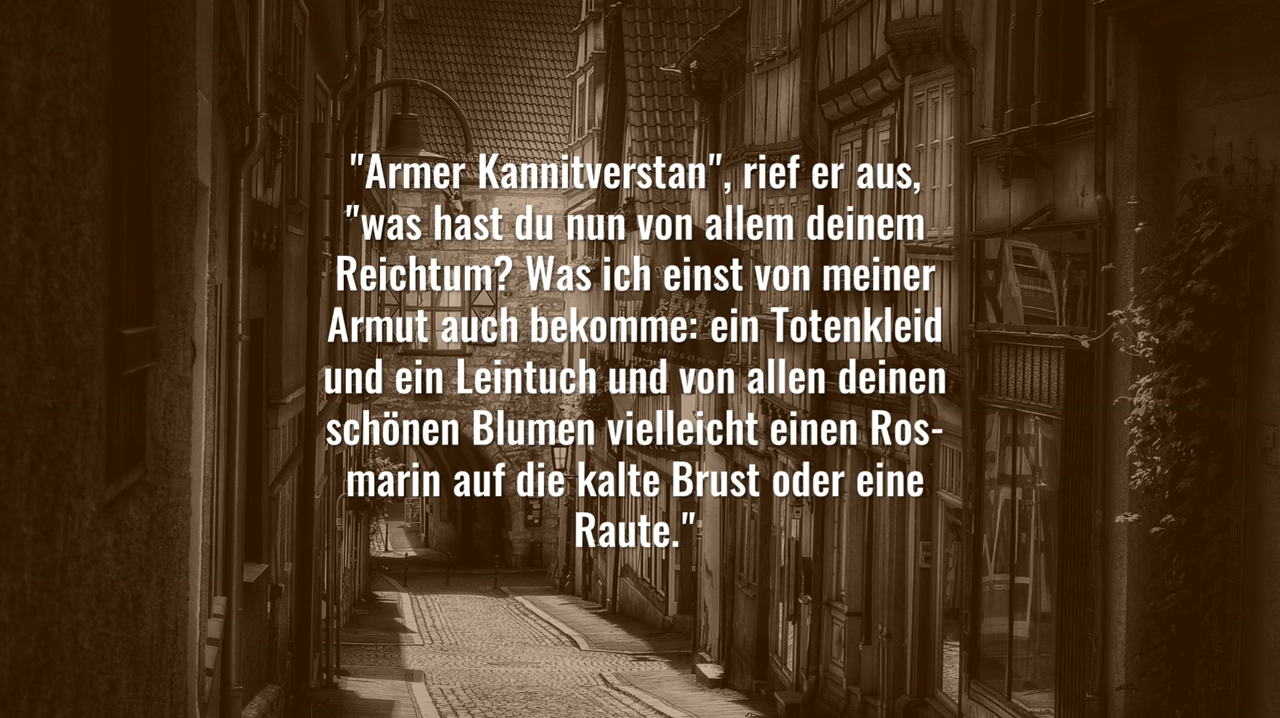 "Armer Kannitverstan", rief er aus,
"was hast du nun von allem deinem
Reichtum? Was ich einst von meiner
Armut auch bekomme: ein Totenkleid
und ein Leintuch und von allen deinen
schönen Blumen vielleicht einen Ros-
marin auf die kalte Brust oder eine
Raute."